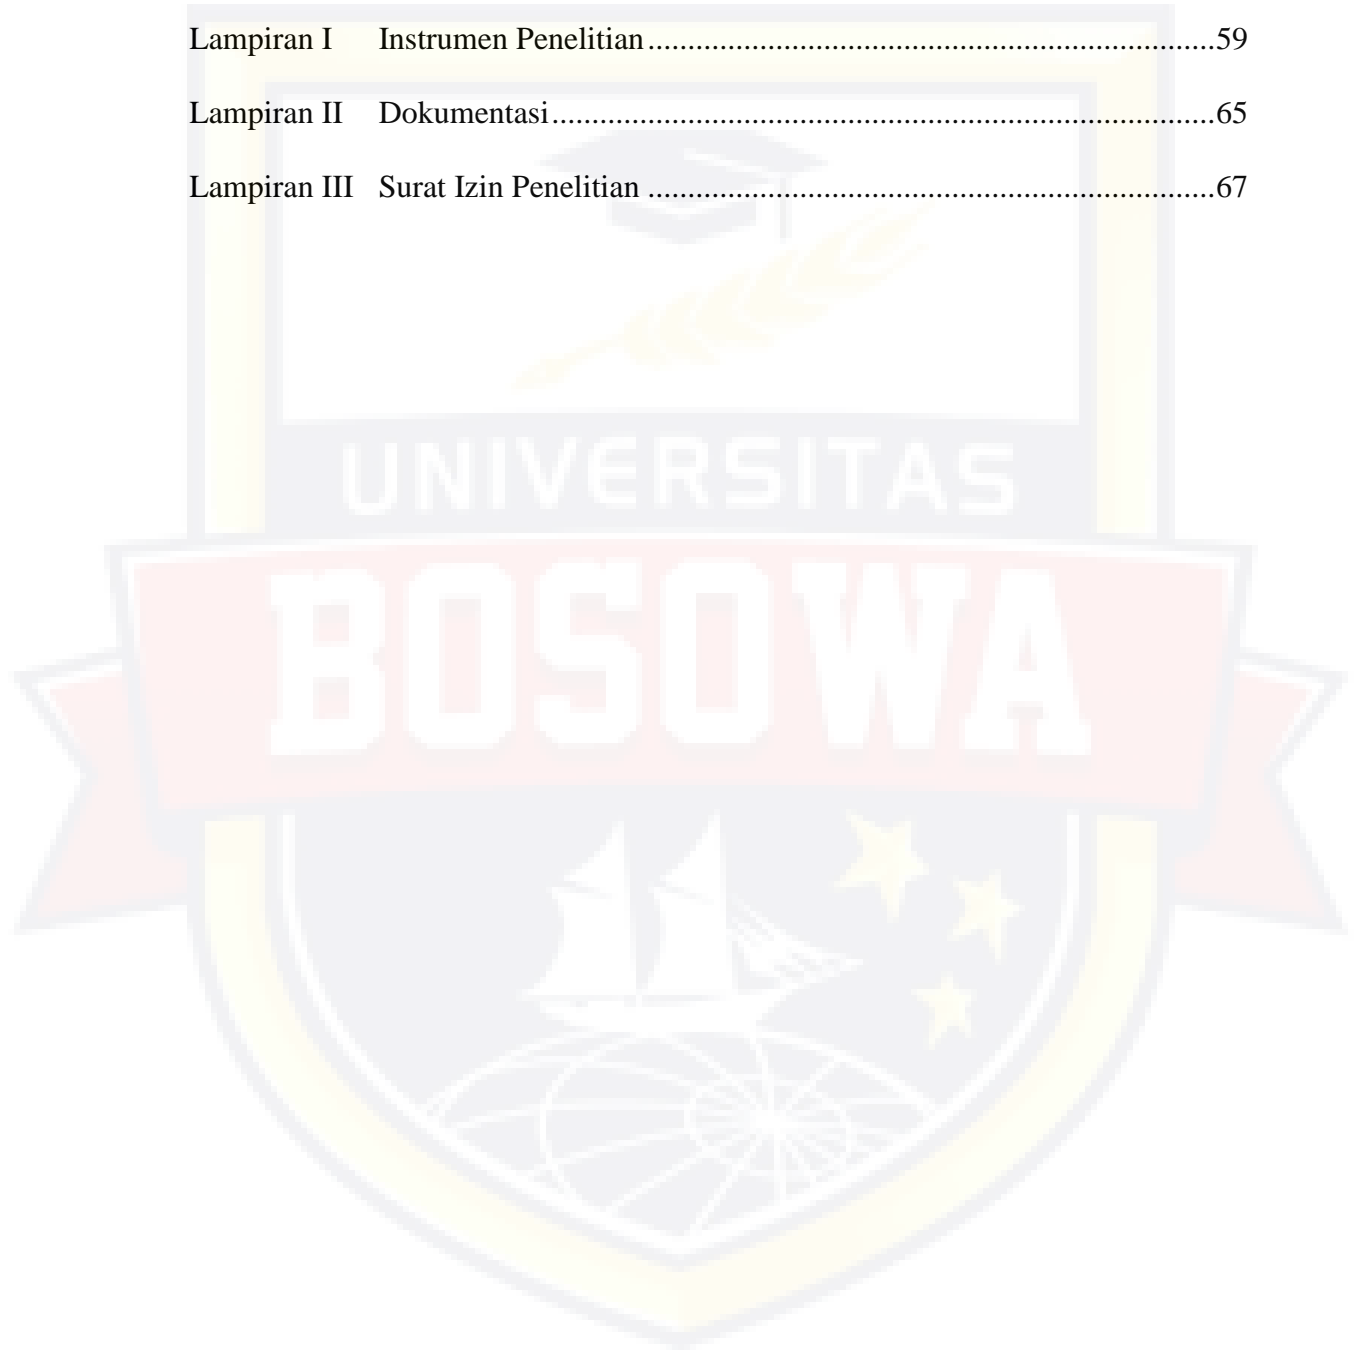 Lampiran I Instrumen Penelitian.......................................................................59
Lampiran II Dokumentasi...................................................................................65
Lampiran III Surat Izin Penelitian .......................................................................67
UNIVERSITAS
BOSOWA